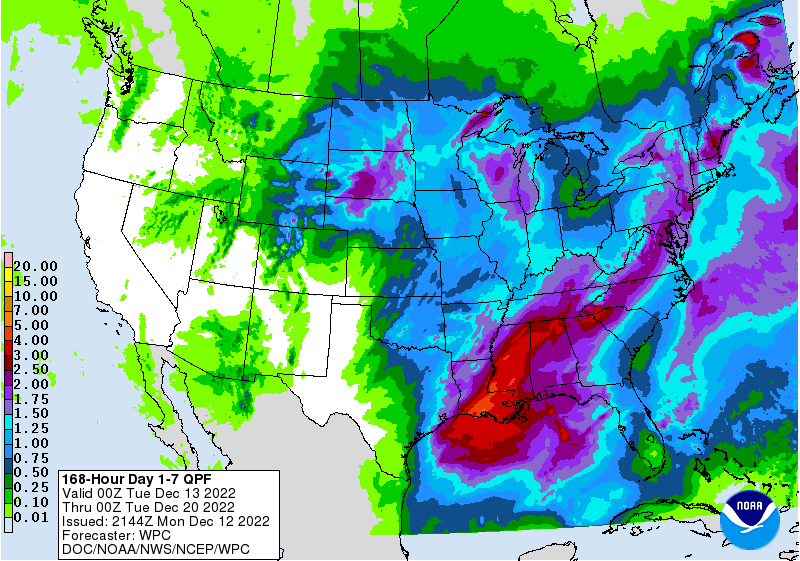 20.00
15.00
10.00
7.00
5.00
4.00
3.00
2.50
2.00
1.75
1.50
1.25
1.00
0.75
0.50
0.25
0.10
0.01
168-Hour Day 1-7 QPF
Valid 00Z Tue Dec 13 2022
Thru 00Z Tue Dec 20 2022
Issued: 2144Z Mon Dec 12 2022
Forecaster: WPC
DOC/NOAA/NWS/NCEP/WPC
NOAA